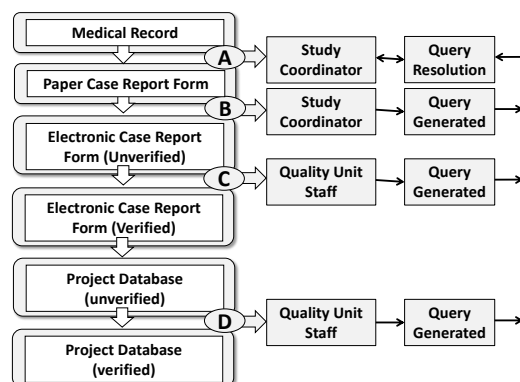 Medical Record
A
Study
Coordinator
Query
Resolution
Paper Case Report Form
B
Study
Coordinator
Query
Generated
Electronic Case Report
Form (Unverified)
C
Quality Unit
Staff
Query
Generated
Electronic Case Report
Form (Verified)
Project Database
(unverified)
D
Quality Unit
Staff
Query
Generated
Project Database
(verified)